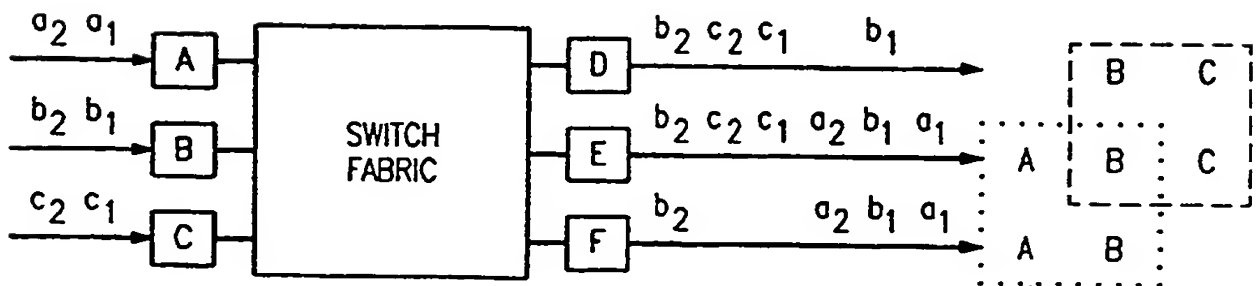 a₂ a₁ A D b₂ c₂ c₁ b₁ B C
b₂ b₁ B SWITCH FABRIC E b₂ c₂ c₁ a₂ b₁ a₁ A B C
c₂ c₁ C F b₂ a₂ b₁ a₁ A B